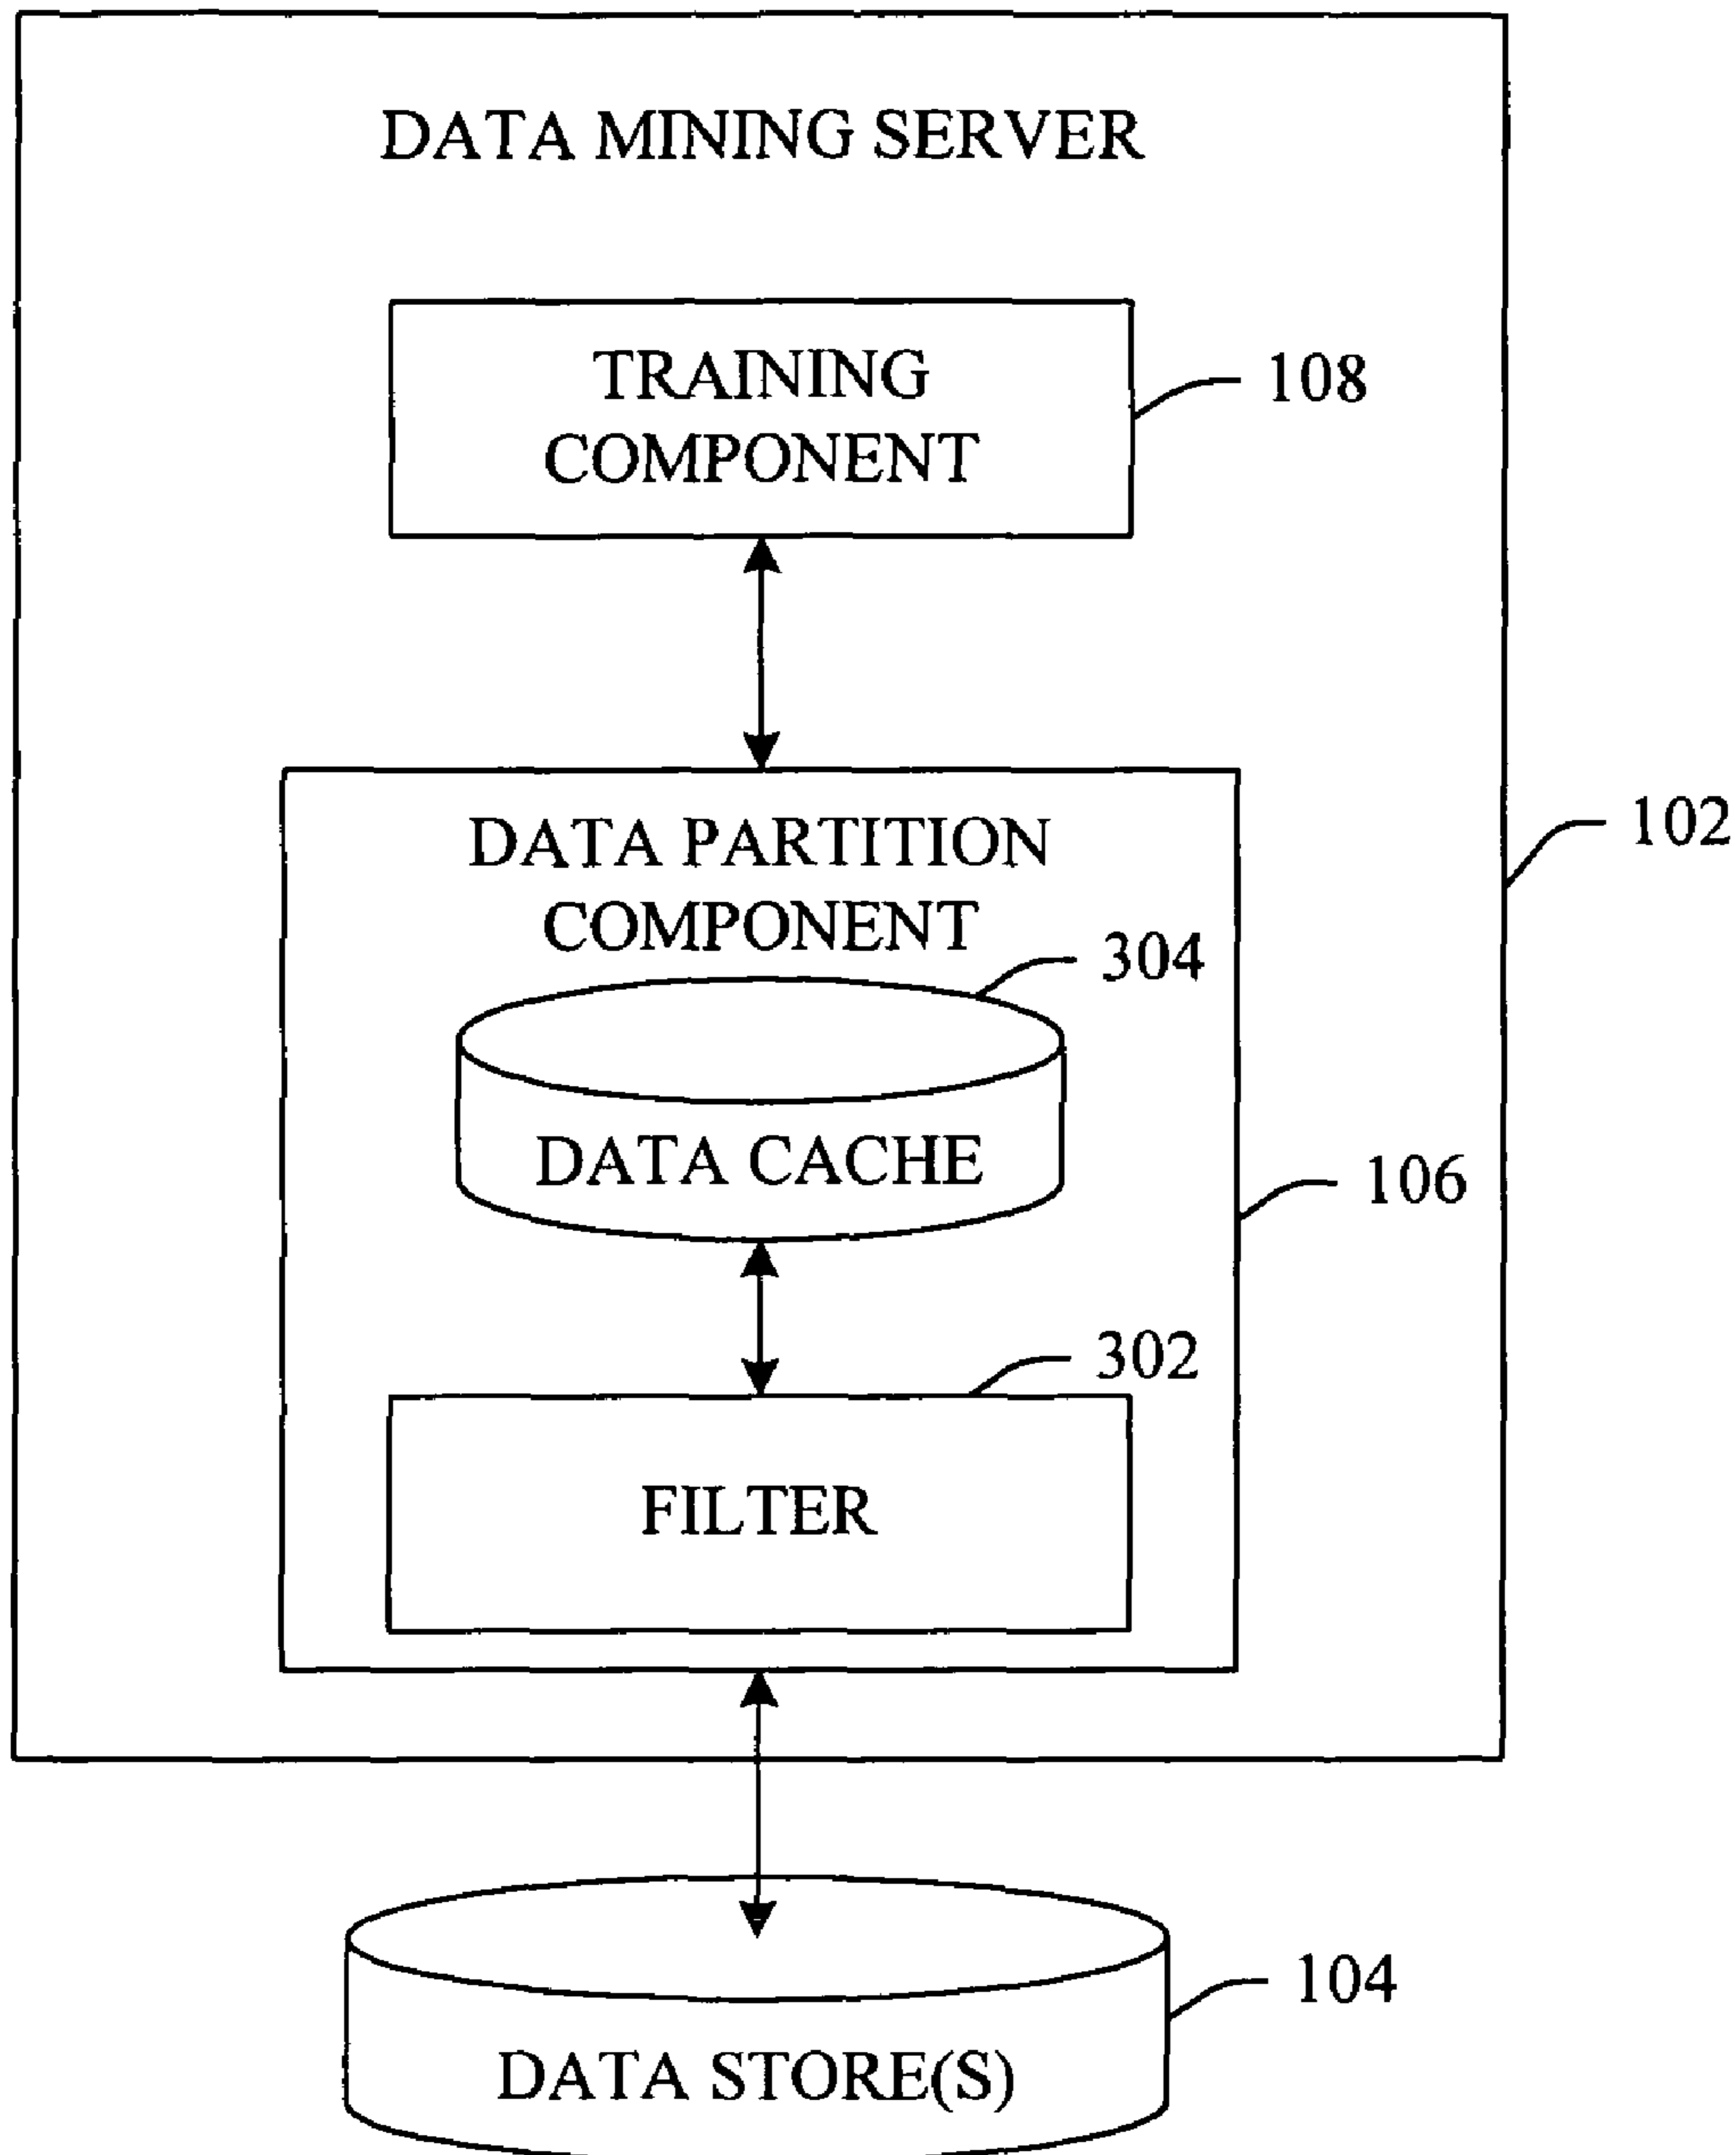 DATA MINING SERVER
TRAINING
COMPONENT
108
102
DATA PARTITION
COMPONENT
304
DATA CACHE
106
302
FILTER
104
DATA STORE(S)